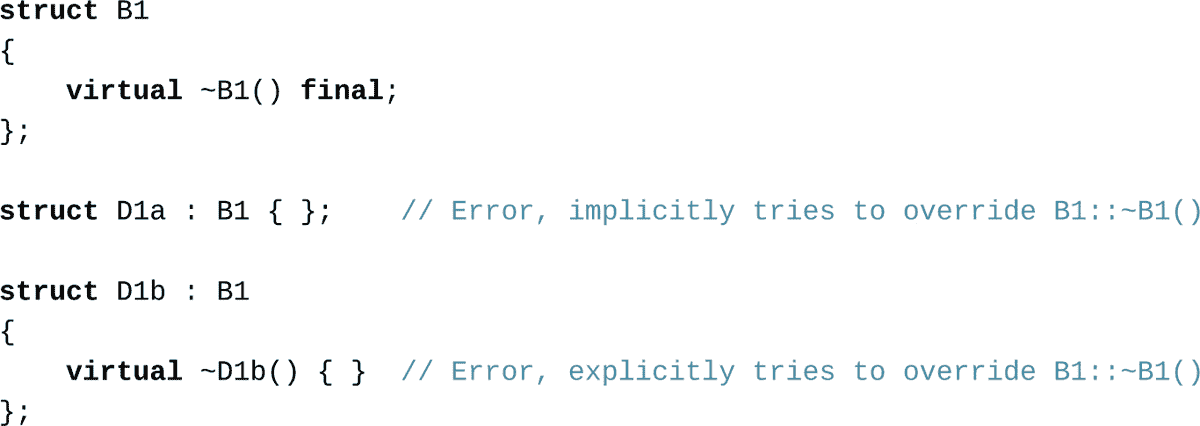 struct B1
{
    virtual ~B1() final;
};
struct D1a : B1 { };    // Error, implicitly tries to override B1::~B1()
struct D1b : B1
{
    virtual ~D1b() { }  // Error, explicitly tries to override B1::~B1()
};